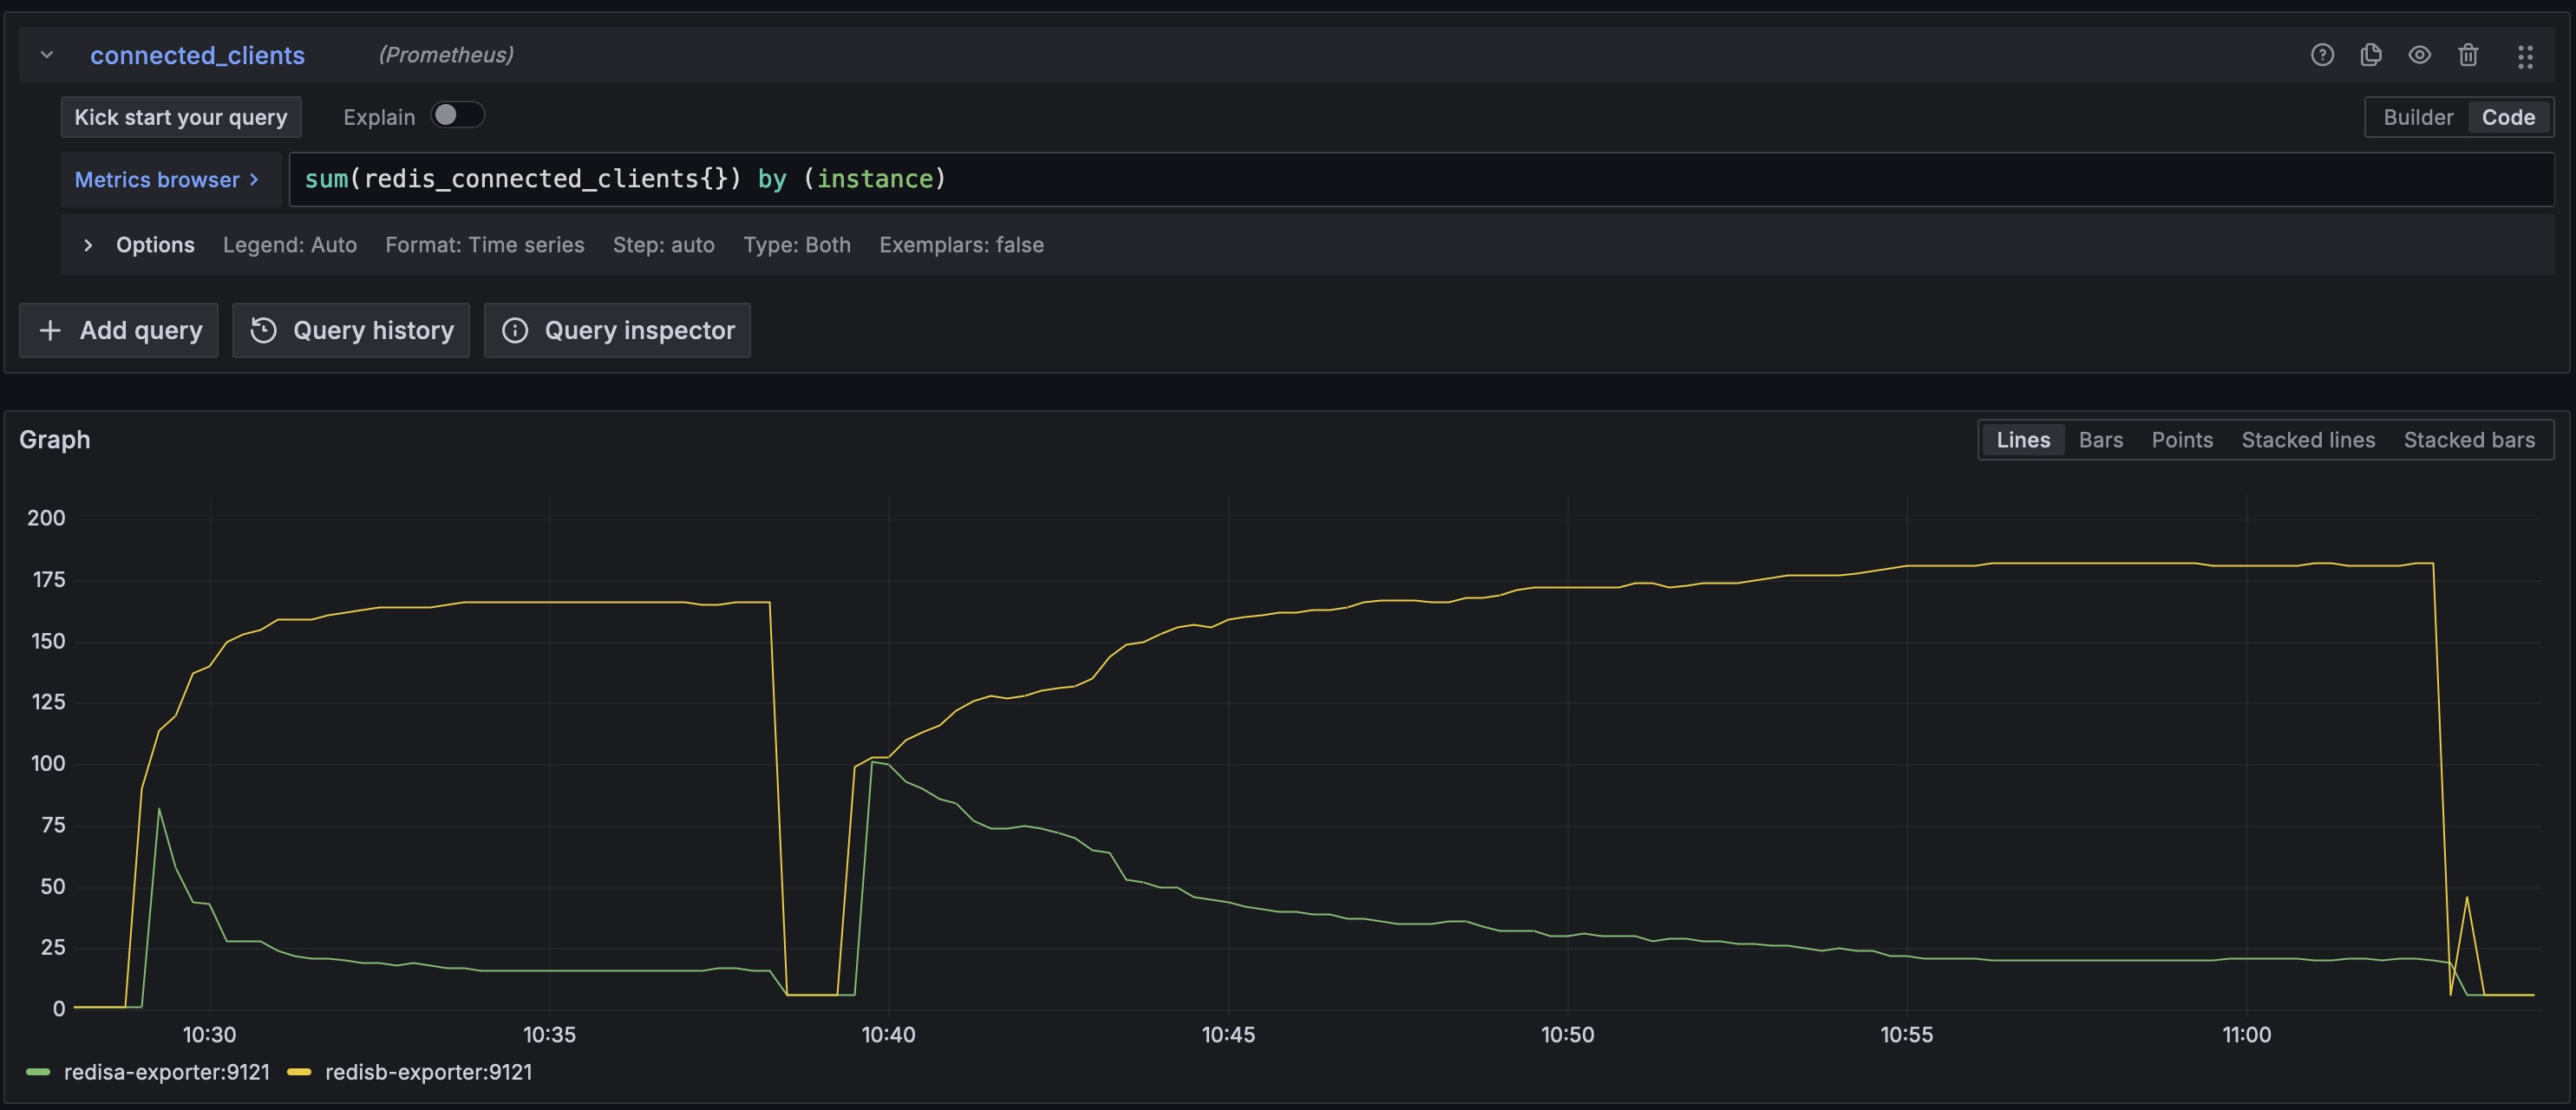 connected_clients (Prometheus)
Kick start your query Explain Builder Code
Metrics browser > sum(redis_connected_clients{}) by (instance)
Options Legend: Auto Format: Time series Step: auto Type: Both Exemplars: false
+ Add query Query history Query inspector
Graph Lines Bars Points Stacked lines Stacked bars
200
175
150
125
100
75
50
25
0
10:30 10:35 10:40 10:45 10:50 10:55 11:00
redisa-exporter:9121 redisb-exporter:9121